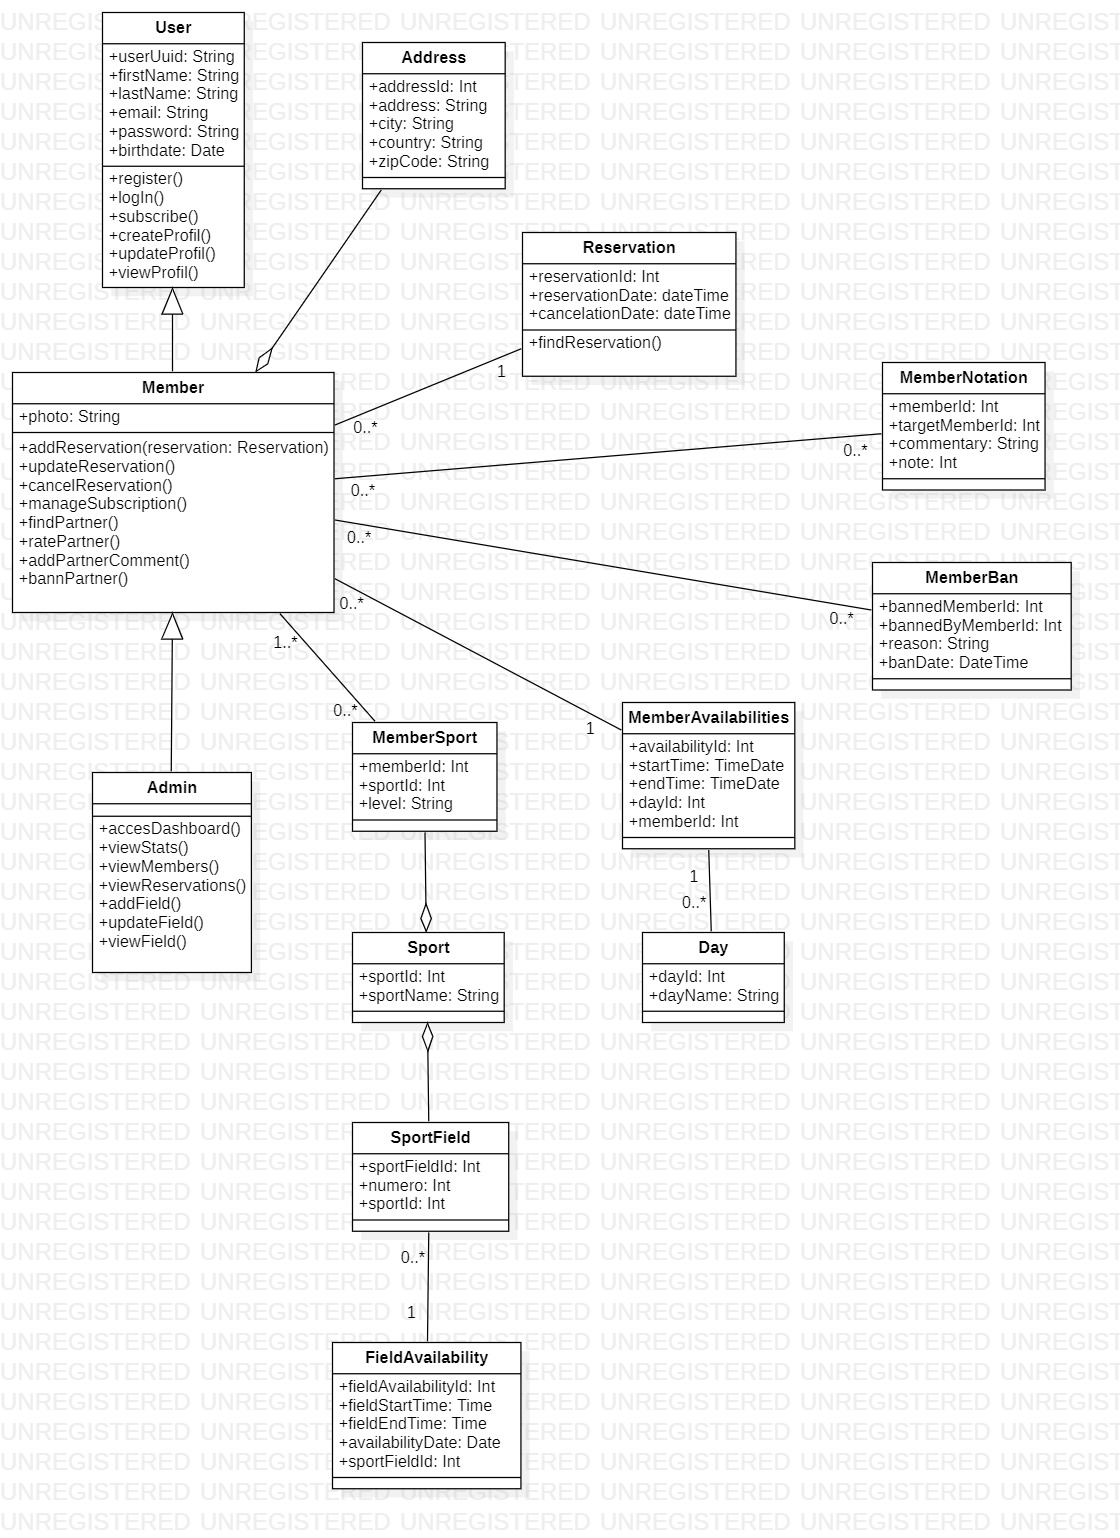 User
+userUuid: String
+firstName: String
+lastName: String
+email: String
+password: String
+birthdate: Date
+register()
+logIn()
+subscribe()
+createProfil()
+updateProfil()
+viewProfil()
Address
+addressId: Int
+address: String
+city: String
+country: String
+zipCode: String
Reservation
+reservationId: Int
+reservationDate: dateTime
+cancelationDate: dateTime
+findReservation()
1
0..*
Member
+photo: String
+addReservation(reservation: Reservation)
+updateReservation()
+cancelReservation()
+manageSubscription()
+findPartner()
+ratePartner()
+addPartnerComment()
+bannPartner()
MemberNotation
+memberId: Int
+targetMemberId: Int
+commentary: String
+note: Int
0..*
0..*
0..*
0..*
MemberBan
+bannedMemberId: Int
+bannedByMemberId: Int
+reason: String
+banDate: DateTime
0..*
1
1..*
0..*
MemberSport
+memberId: Int
+sportId: Int
+level: String
MemberAvailabilities
+availabilityId: Int
+startTime: TimeDate
+endTime: TimeDate
+dayId: Int
+memberId: Int
Admin
+accesDashboard()
+viewStats()
+viewMembers()
+viewReservations()
+addField()
+updateField()
+viewField()
1
0..*
Sport
+sportId: Int
+sportName: String
Day
+dayId: Int
+dayName: String
SportField
+sportFieldId: Int
+numero: Int
+sportId: Int
0..*
1
FieldAvailability
+fieldAvailabilityId: Int
+fieldStartTime: Time
+fieldEndTime: Time
+availabilityDate: Date
+sportFieldId: Int
UNREGISTERED